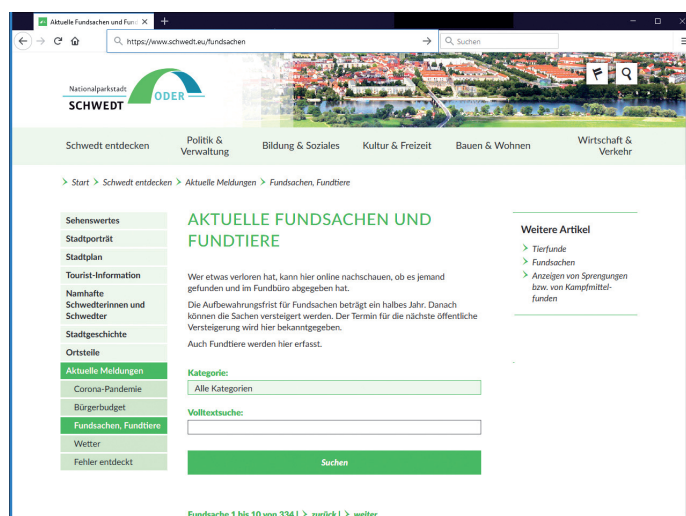 Aktuelle Fundsachen und Fund
https://www.schwedt.eu/fundsachen
Suchen
Nationalparkstadt
SCHWEDT
ODER
Schwedt entdecken
Politik &
Verwaltung
Bildung & Soziales
Kultur & Freizeit
Bauen & Wohnen
Wirtschaft &
Verkehr
Start > Schwedt entdecken > Aktuelle Meldungen > Fundsachen, Fundtiere
Sehenswertes
Stadtporträt
Stadtplan
Tourist-Information
Namhafte
Schwedterinnen und
Schwedter
Stadtgeschichte
Ortsteile
Aktuelle Meldungen
Corona-Pandemie
Bürgerbudget
Fundsachen, Fundtiere
Wetter
Fehler entdeckt
AKTUELLE FUNDSACHEN UND
FUNDTIERE
Wer etwas verloren hat, kann hier online nachschauen, ob es jemand
gefunden und im Fundbüro abgegeben hat.
Die Aufbewahrungsfrist für Fundsachen beträgt ein halbes Jahr. Danach
können die Sachen versteigert werden. Der Termin für die nächste öffentliche
Versteigerung wird hier bekanntgegeben.
Auch Fundtiere werden hier erfasst.
Kategorie:
Alle Kategorien
Volltextsuche:
Suchen
Fundsache 1 bis 10 von 334 | > zurück | > weiter
Weitere Artikel
> Tierfunde
> Fundsachen
> Anzeigen von Sprengungen
bzw. von Kampfmittel-
funden